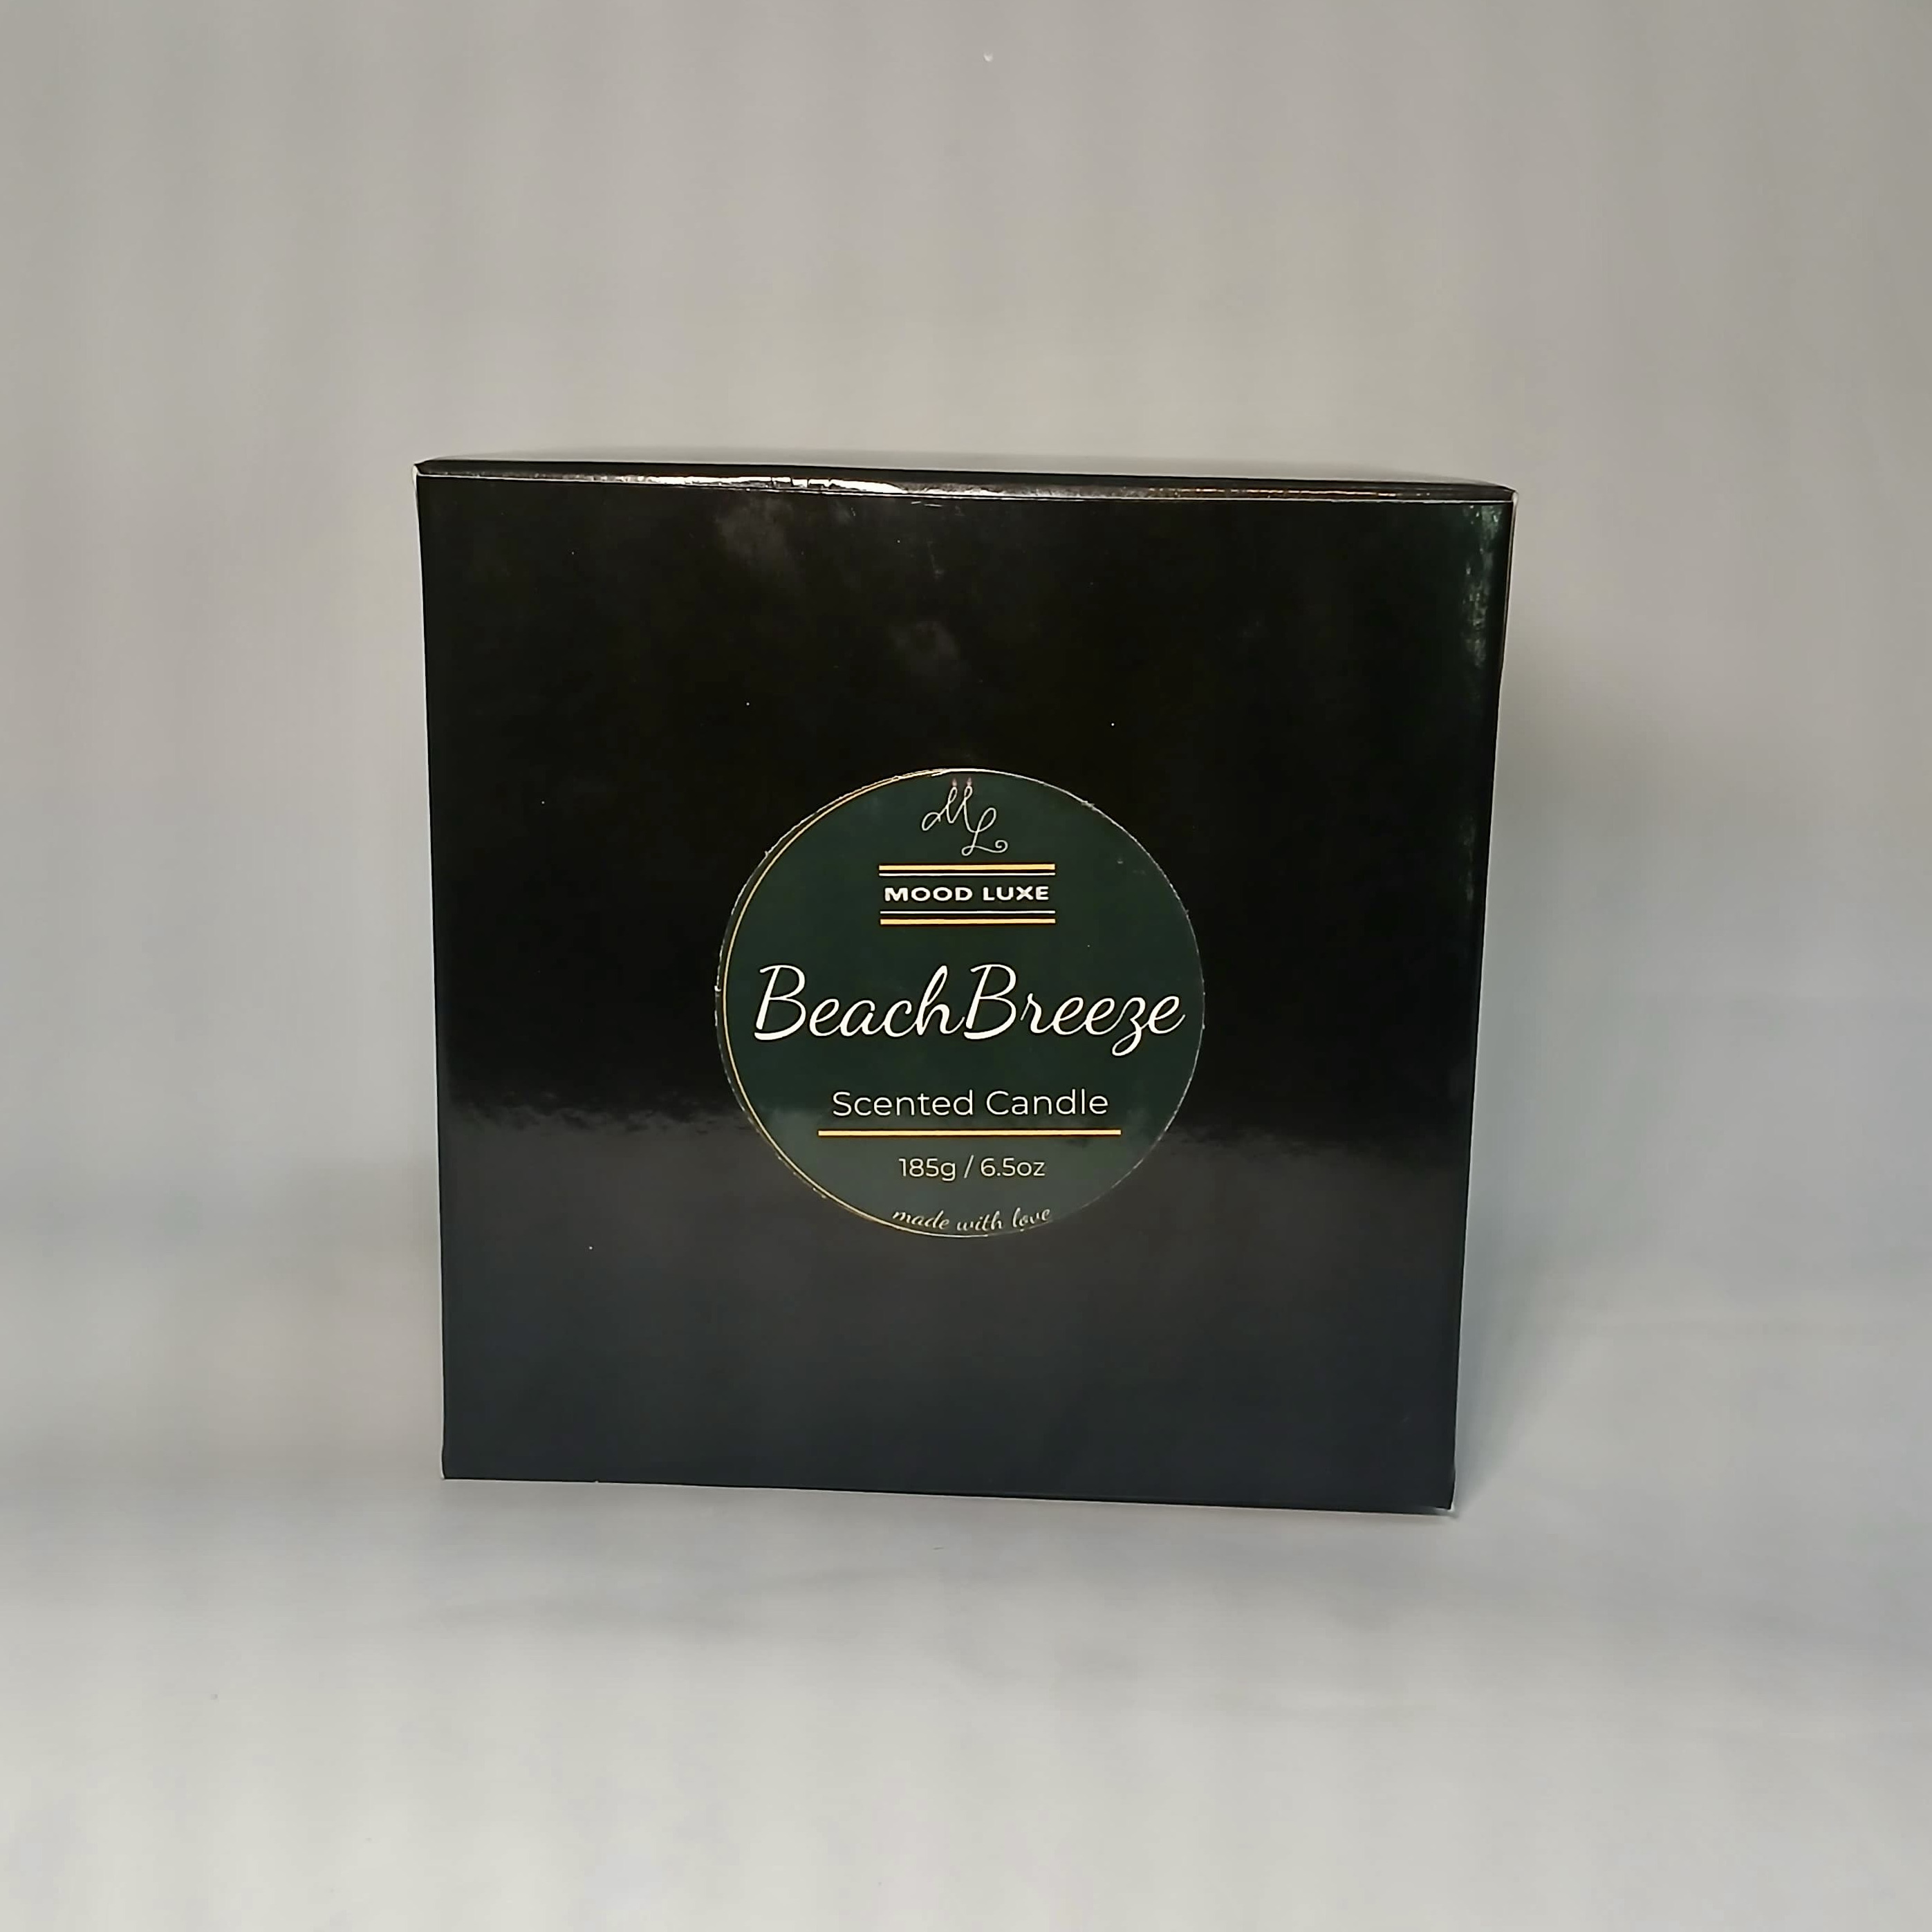 ML
MOOD LUXE
BeachBreeze
Scented Candle
185g / 6.5oz
made with love